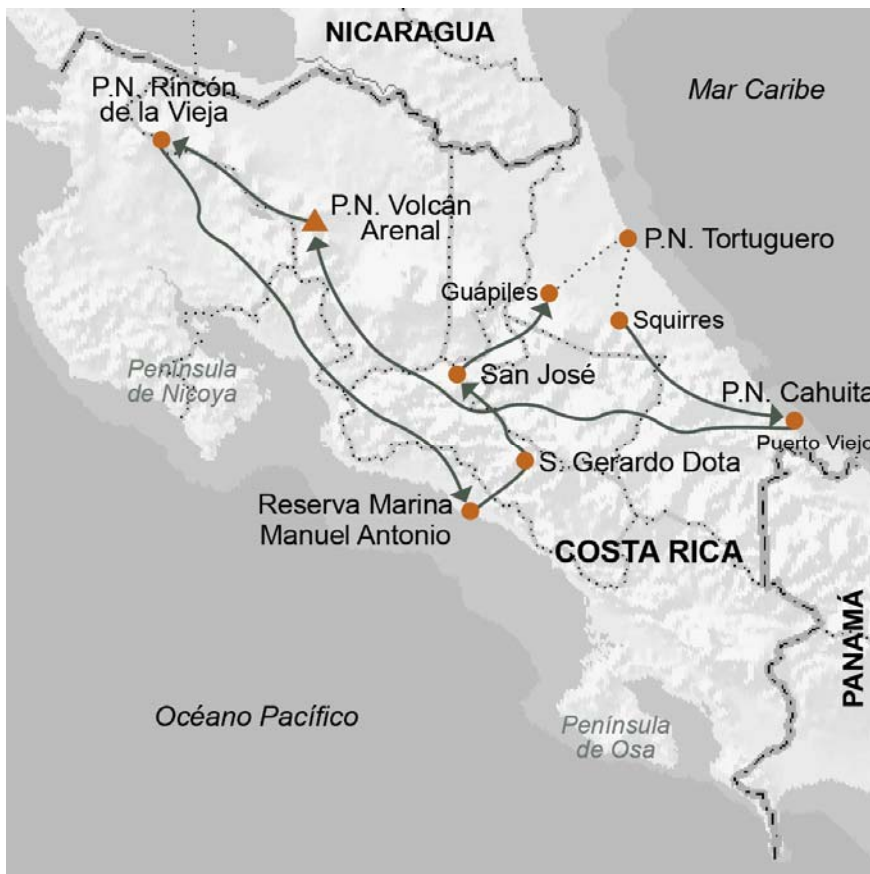 NICARAGUA
P.N. Rincón
de la Vieja
Mar Caribe
P.N. Volcán
Arenal
P.N. Tortuguero
Guápiles
Squirres
Península
de Nicoya
San José
P.N. Cahuita
Puerto Viejo
S. Gerardo Dota
Reserva Marina
Manuel Antonio
COSTA RICA
PANAMÁ
Océano Pacífico
Península
de Osa